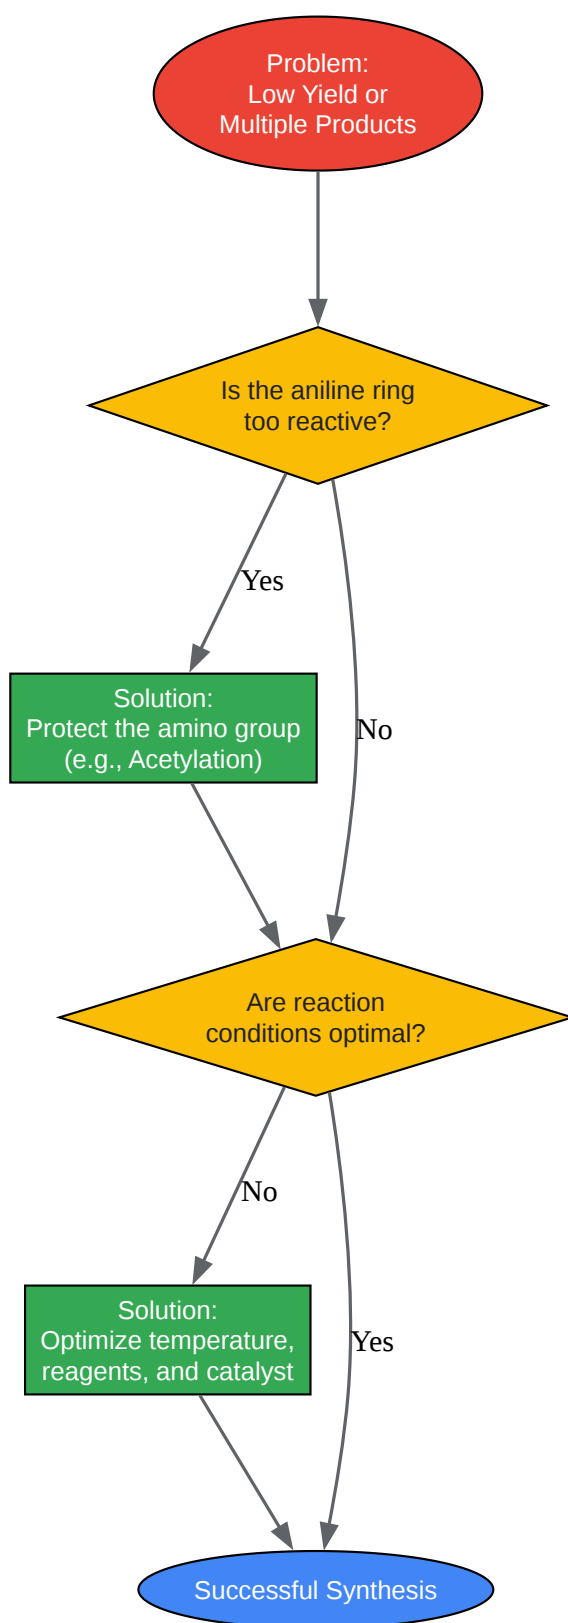 Problem:
Low Yield or
Multiple Products
Is the aniline ring
too reactive?
Yes
Solution:
Protect the amino group
(e.g., Acetylation)
No
Are reaction
conditions optimal?
No
Solution:
Optimize temperature,
reagents, and catalyst
Yes
Successful Synthesis